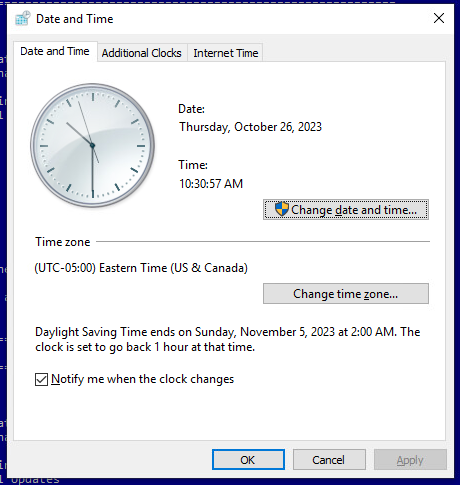 Date and Time
Date and Time
Additional Clocks
Internet Time
Date:
Thursday, October 26, 2023
Time:
10:30:57 AM
Change date and time...
Time zone
(UTC-05:00) Eastern Time (US & Canada)
Change time zone...
Daylight Saving Time ends on Sunday, November 5, 2023 at 2:00 AM. The
clock is set to go back 1 hour at that time.
Notify me when the clock changes
OK
Cancel
Apply